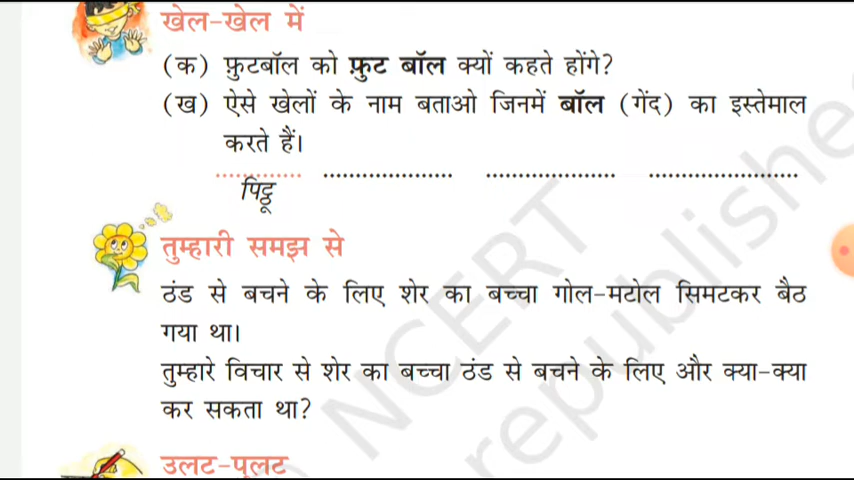 खेल-खेल में
(क) फ़ुटबॉल को फ़ुट बॉल क्यों कहते होंगे?
(ख) ऐसे खेलों के नाम बताओ जिनमें बॉल (गेंद) का इस्तेमाल
करते हैं।
पिट्ठू
तुम्हारी समझ से
ठंड से बचने के लिए शेर का बच्चा गोल-मटोल सिमटकर बैठ
गया था।
तुम्हारे विचार से शेर का बच्चा ठंड से बचने के लिए और क्या-क्या
कर सकता था?
उलट-पुलट
NCERT
republishe